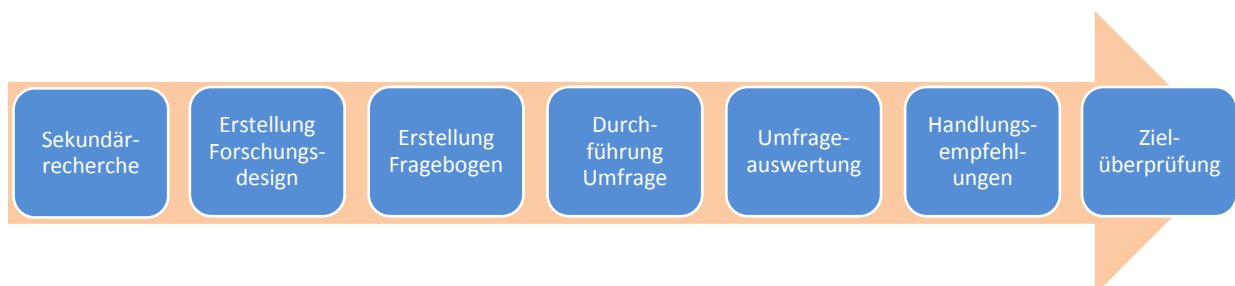 Sekundär-
recherche
Erstellung
Forschungs-
design
Erstellung
Fragebogen
Durch-
führung
Umfrage
Umfrage-
auswertung
Handlungs-
empfehl-
ungen
Ziel-
überprüfung